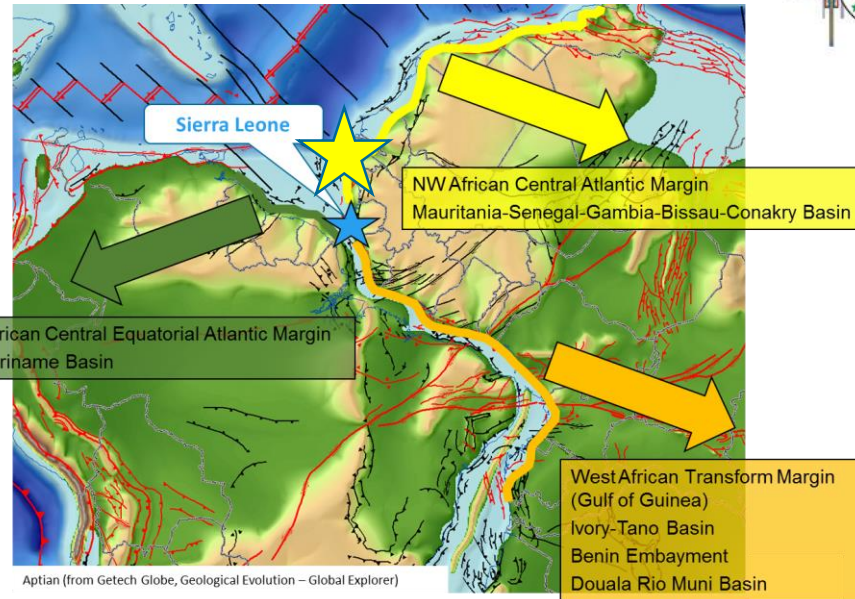 Sierra Leone
NW African Central Atlantic Margin
Mauritania-Senegal-Gambia-Bissau-Conakry Basin
Central Equatorial Atlantic Margin
Basin
West African Transform Margin
(Gulf of Guinea)
Ivory-Tano Basin
Benin Embayment
Douala Rio Muni Basin
Aptian (from Getech Globe, Geological Evolution – Global Explorer)